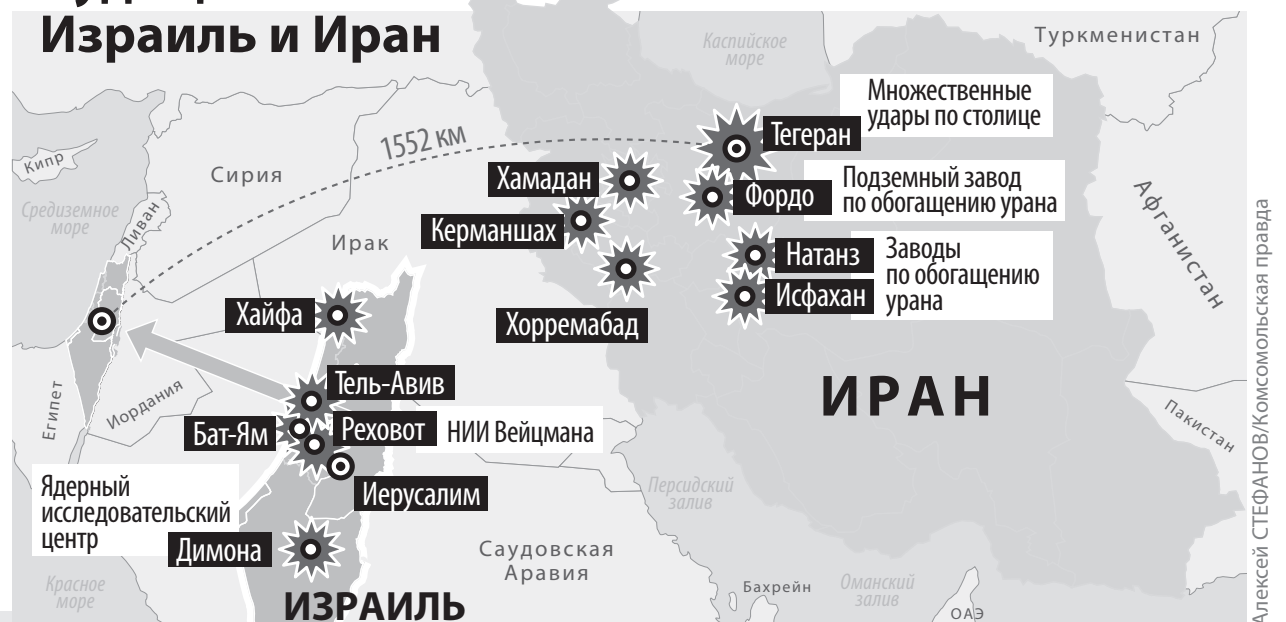 Израиль и Иран
Каспийское
море
Туркменистан
Множественные
удары по столице
Тегеран
1552 км
Кипр
Сирия
Хамадан
Фордо
Подземный завод
по обогащению урана
Афганистан
Средиземное
море
Ливан
Керманшах
Ирак
Натанз
Исфахан
Заводы
по обогащению
урана
Хайфа
Хорремабад
ИРАН
Тель-Авив
Египет
Иордания
Бат-Ям
Реховот
НИИ Вейцмана
Пакистан
Иерусалим
Персидский
залив
Ядерный
исследовательский
центр
Димона
Саудовская
Аравия
Красное
море
Бахрейн
Оманский
залив
ОАЭ
ИЗРАИЛЬ
Алексей СТЕФАНОВ/Комсомольская правда